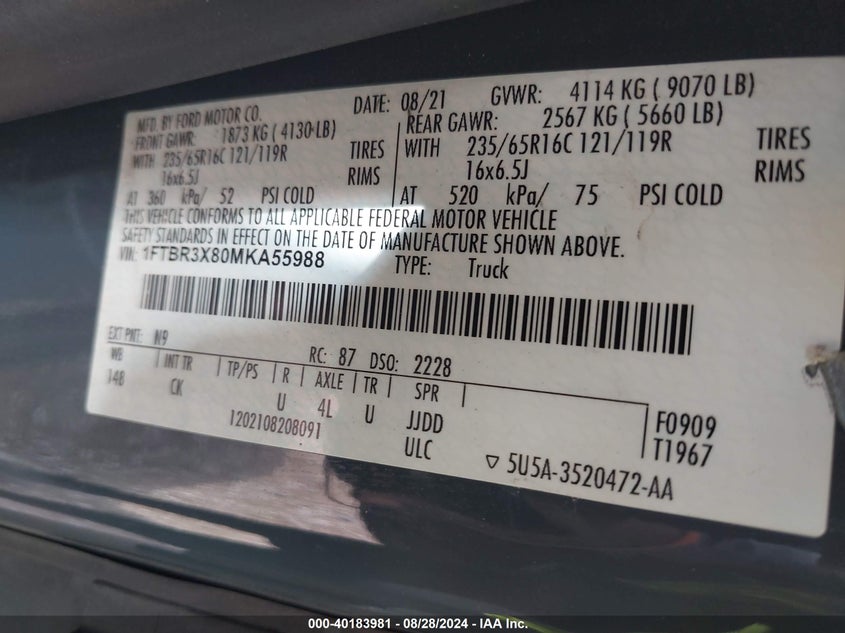 MFD. BY FORD MOTOR CO. DATE: 08/21 GVWR: 4114 KG ( 9070 LB)
FRONT GAWR: 1873 KG ( 4130 LB) REAR GAWR: 2567 KG ( 5660 LB)
WITH 235/65R16C 121/119R TIRES WITH 235/65R16C 121/119R TIRES
16x6.5J RIMS 16x6.5J RIMS
AT 360 kPa/ 52 PSI COLD AT 520 kPa/ 75 PSI COLD
THIS VEHICLE CONFORMS TO ALL APPLICABLE FEDERAL MOTOR VEHICLE
SAFETY STANDARDS IN EFFECT ON THE DATE OF MANUFACTURE SHOWN ABOVE.
VIN: 1FTBR3X80MKA55988 TYPE: Truck
EXT PNT: N9 RC: 87 DSO: 2228
WB INT TR TP/PS R AXLE TR SPR
148 CK U 4L U JJDD F0909
1202108208091 ULC T1967
5U5A-3520472-AA
000-40183981 - 08/28/2024 - IAA Inc.